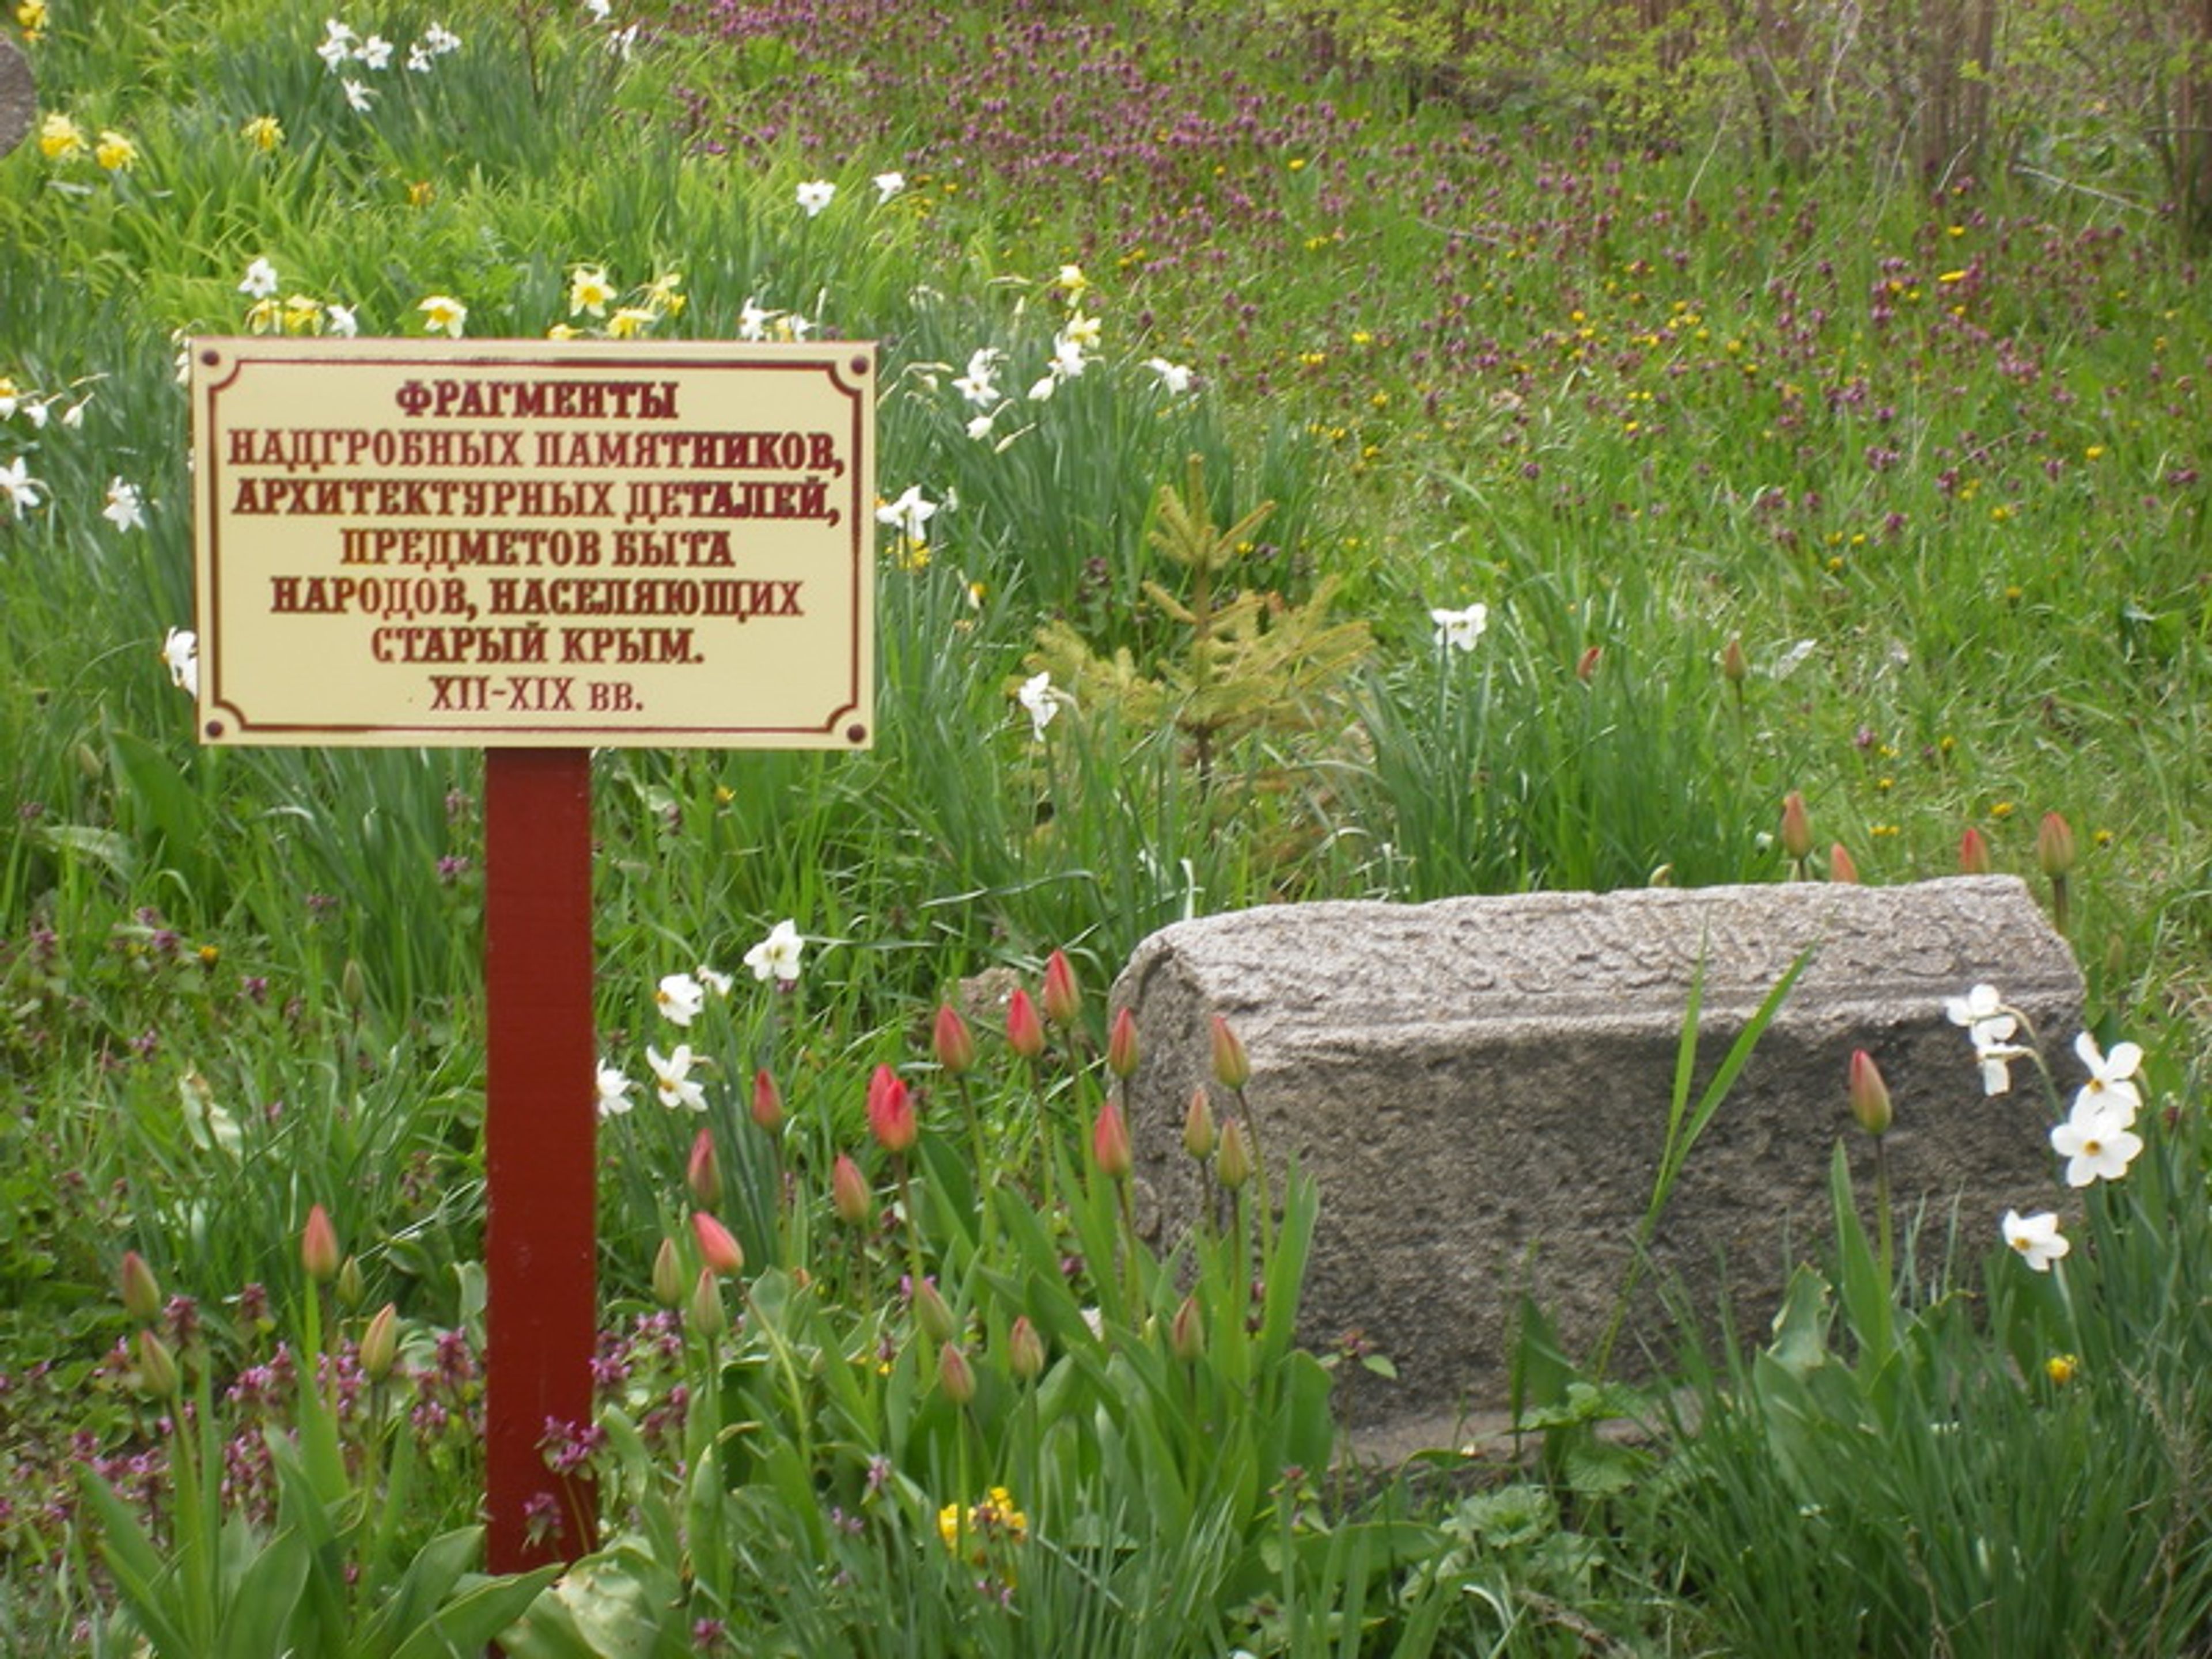 ФРАГМЕНТЫ
НАДГРОБНЫХ ПАМЯТНИКОВ,
АРХИТЕКТУРНЫХ ДЕТАЛЕЙ,
ПРЕДМЕТОВ БЫТА
НАРОДОВ, НАСЕЛЯЮЩИХ
СТАРЫЙ КРЫМ.
XII-XIX ВВ.